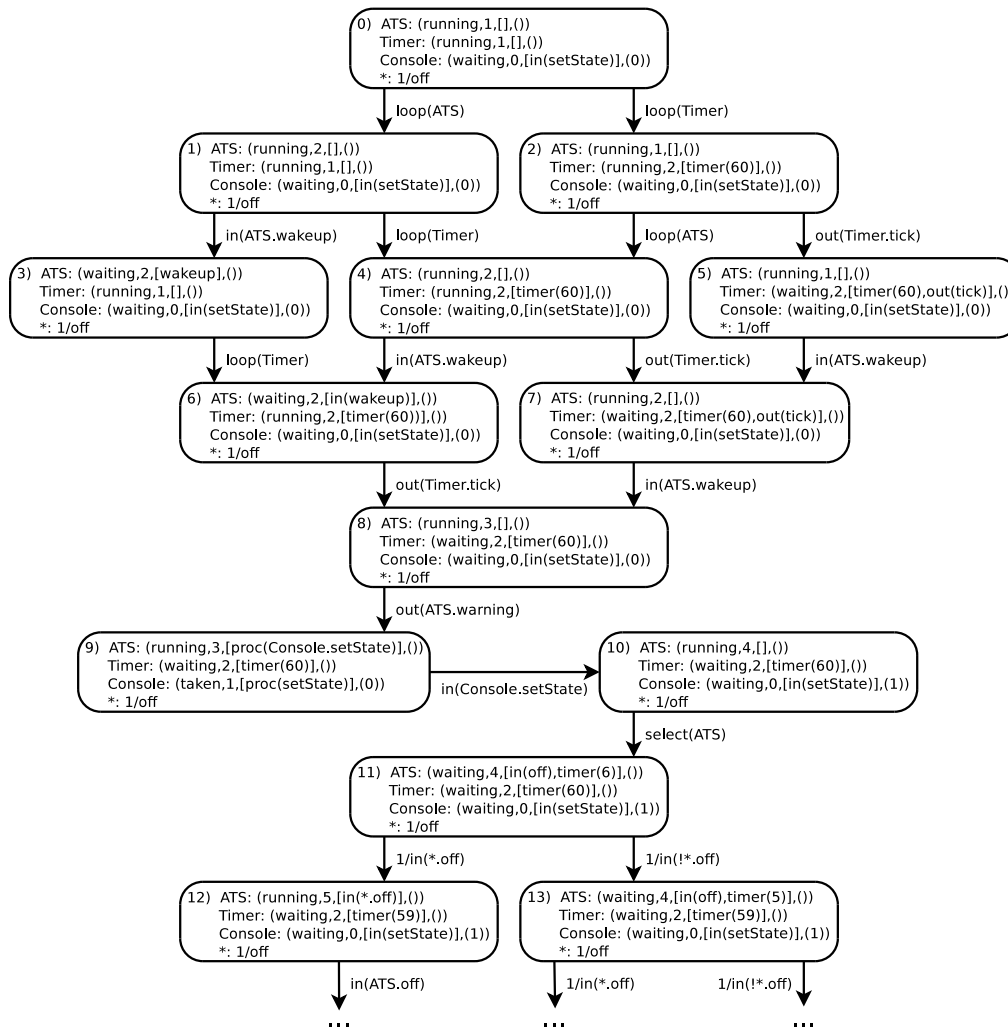 0) ATS: (running,1,[],())
Timer: (running,1,[],())
Console: (waiting,0,[in(setState)],(0))
*: 1/off
loop(ATS)
loop(Timer)
1) ATS: (running,2,[],())
Timer: (running,1,[],())
Console: (waiting,0,[in(setState)],(0))
*: 1/off
2) ATS: (running,1,[],())
Timer: (running,2,[timer(60)],())
Console: (waiting,0,[in(setState)],(0))
*: 1/off
in(ATS.wakeup)
loop(Timer)
loop(ATS)
out(Timer.tick)
3) ATS: (waiting,2,[wakeup],())
Timer: (running,1,[],())
Console: (waiting,0,[in(setState)],(0))
*: 1/off
4) ATS: (running,2,[],())
Timer: (running,2,[timer(60)],())
Console: (waiting,0,[in(setState)],(0))
*: 1/off
5) ATS: (running,1,[],())
Timer: (waiting,2,[timer(60),out(tick)],()
Console: (waiting,0,[in(setState)],(0))
*: 1/off
loop(Timer)
in(ATS.wakeup)
out(Timer.tick)
in(ATS.wakeup)
6) ATS: (waiting,2,[in(wakeup)],())
Timer: (running,2,[timer(60))],())
Console: (waiting,0,[in(setState)],(0))
*: 1/off
7) ATS: (running,2,[],())
Timer: (waiting,2,[timer(60),out(tick)],())
Console: (waiting,0,[in(setState)],(0))
*: 1/off
out(Timer.tick)
in(ATS.wakeup)
8) ATS: (running,3,[],())
Timer: (waiting,2,[timer(60)],())
Console: (waiting,0,[in(setState)],(0))
*: 1/off
out(ATS.warning)
9) ATS: (running,3,[proc(Console.setState)],())
Timer: (waiting,2,[timer(60)],())
Console: (taken,1,[proc(setState)],(0))
*: 1/off
in(Console.setState)
10) ATS: (running,4,[],())
Timer: (waiting,2,[timer(60)],())
Console: (waiting,0,[in(setState)],(1))
*: 1/off
select(ATS)
11) ATS: (waiting,4,[in(off),timer(6)],())
Timer: (waiting,2,[timer(60)],())
Console: (waiting,0,[in(setState)],(1))
*: 1/off
1/in(*.off)
1/in(!*.off)
12) ATS: (running,5,[in(*.off)],())
Timer: (waiting,2,[timer(59)],())
Console: (waiting,0,[in(setState)],(1))
*: 1/off
13) ATS: (waiting,4,[in(off),timer(5)],())
Timer: (waiting,2,[timer(59)],())
Console: (waiting,0,[in(setState)],(1))
*: 1/off
in(ATS.off)
1/in(*.off)
1/in(!*.off)
...
...
...